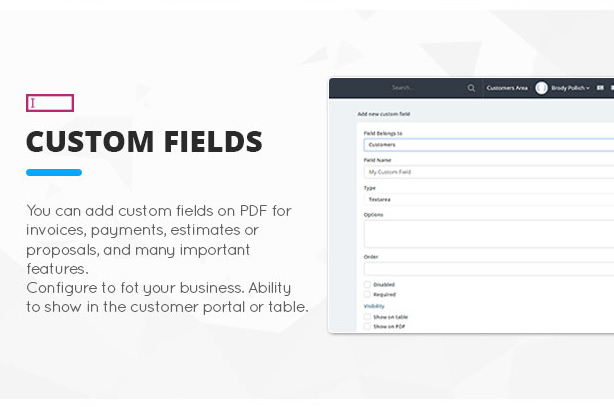 I
CUSTOM FIELDS
You can add custom fields on PDF for
invoices, payments, estimates or
proposals, and many important
features.
Configure to fot your business. Ability
to show in the customer portal or table.
Search...
Customers Area
Brody Pollich
Add new custom field
Field Belongs to
Customers
Field Name
My Custom Field
Type
Textarea
Options
Order
Disabled
Required
Visibility
Show on table
Show on PDF